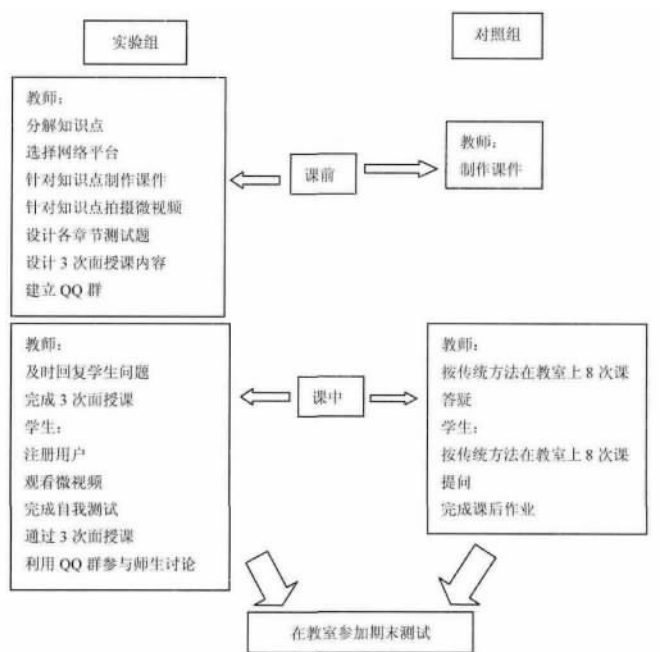 实验组
对照组
教师：
分解知识点
选择网络平台
针对知识点制作课件
针对知识点拍摄微视频
设计各章节测试题
设计 3 次面授课内容
建立 QQ 群
课前
教师：
制作课件
教师：
及时回复学生问题
完成 3 次面授课
学生：
注册用户
观看微视频
完成自我测试
通过 3 次面授课
利用 QQ 群参与师生讨论
课中
教师：
按传统方法在教室上 8 次课
答疑
学生：
按传统方法在教室上 8 次课
提问
完成课后作业
在教室参加期末测试